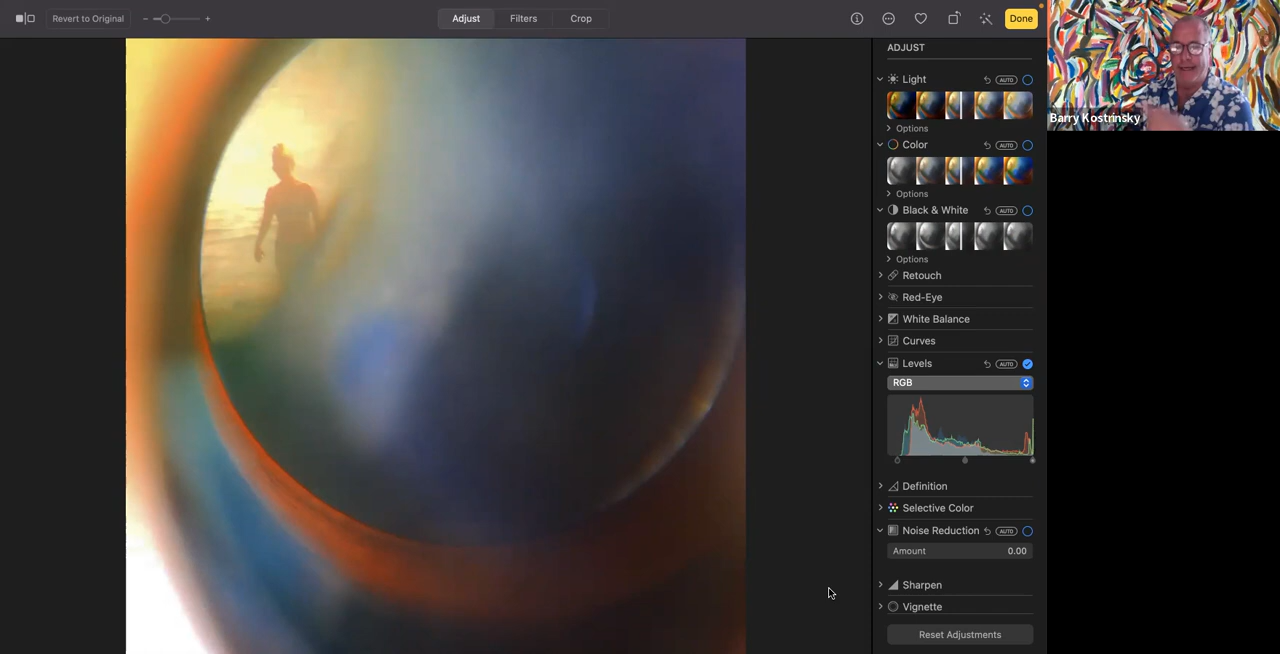 Revert to Original
Adjust
Filters
Crop
Done
ADJUST
Light
AUTO
Options
Color
AUTO
Options
Black & White
AUTO
Options
Retouch
Red-Eye
White Balance
Curves
Levels
AUTO
RGB
Definition
Selective Color
Noise Reduction
AUTO
Amount 0.00
Sharpen
Vignette
Reset Adjustments
Barry Kostrinsky